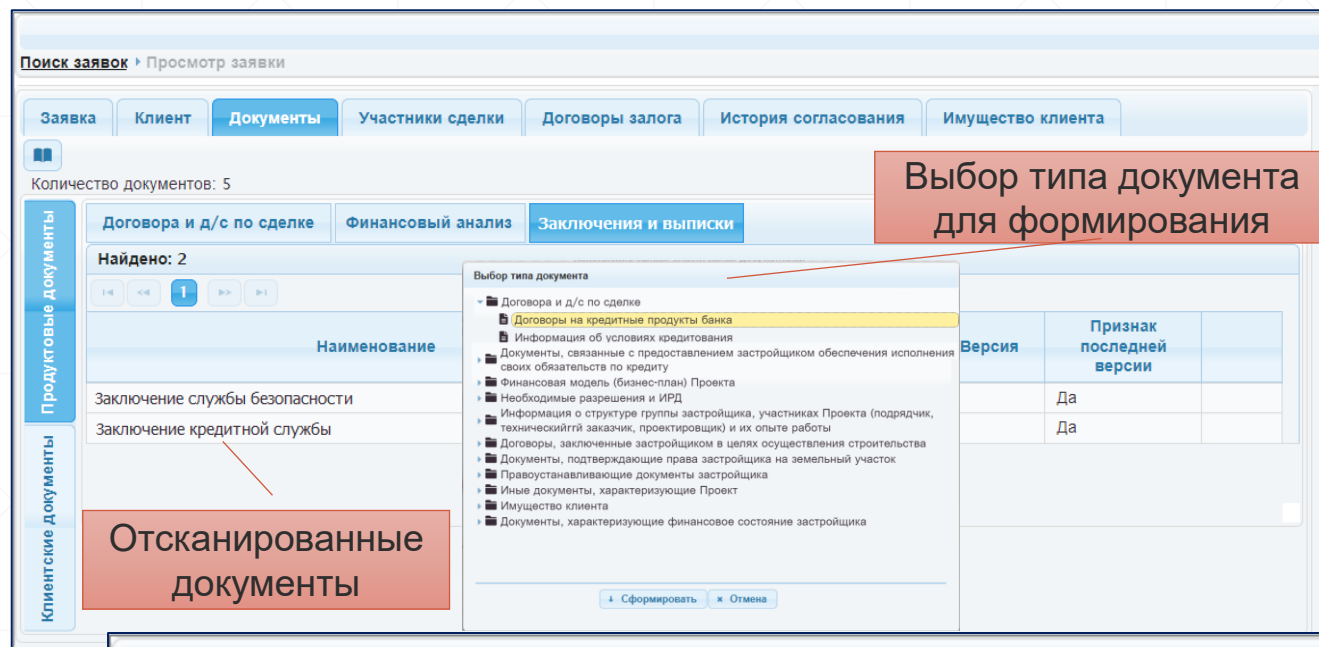 Поиск заявок Просмотр заявки
Заявка Клиент Документы Участники сделки Договоры залога История согласования Имущество клиента
Количество документов: 5
Выбор типа документа
для формирования
Продуктовые документы
Клиентские документы
Договора и д/с по сделке Финансовый анализ Заключения и выписки
Найдено: 2
1
Наименование Версия Признак
последней
версии
Заключение службы безопасности Да
Заключение кредитной службы Да
Выбор типа документа
Договора и д/с по сделке
Договоры на кредитные продукты банка
Информация об условиях кредитования
Документы, связанные с предоставлением застройщиком обеспечения исполнения
своих обязательств по кредиту
Финансовая модель (бизнес-план) Проекта
Необходимые разрешения и ИРД
Информация о структуре группы застройщика, участниках Проекта (подрядчик,
техническийггй заказчик, проектировщик) и их опыте работы
Договоры, заключенные застройщиком в целях осуществления строительства
Документы, подтверждающие права застройщика на земельный участок
Правоустанавливающие документы застройщика
Иные документы, характеризующие Проект
Имущество клиента
Документы, характеризующие финансовое состояние застройщика
Сформировать Отмена
Отсканированные
документы